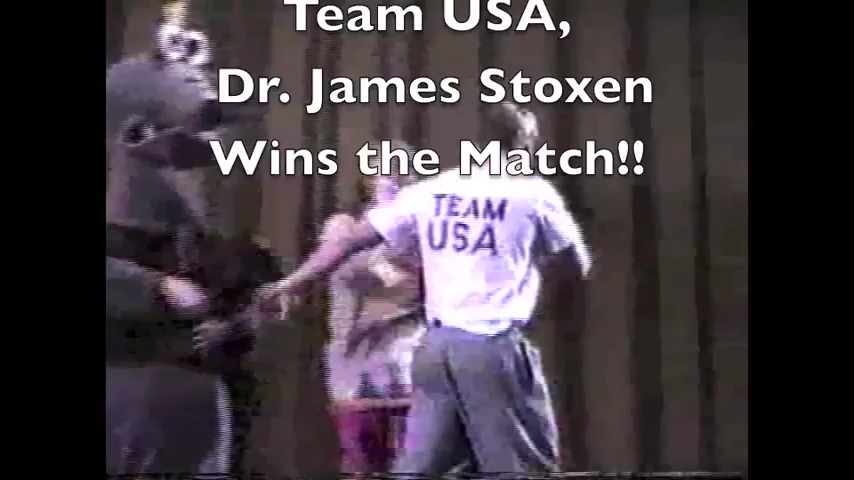 Team USA,
Dr. James Stoxen
Wins the Match!!
TEAM
USA